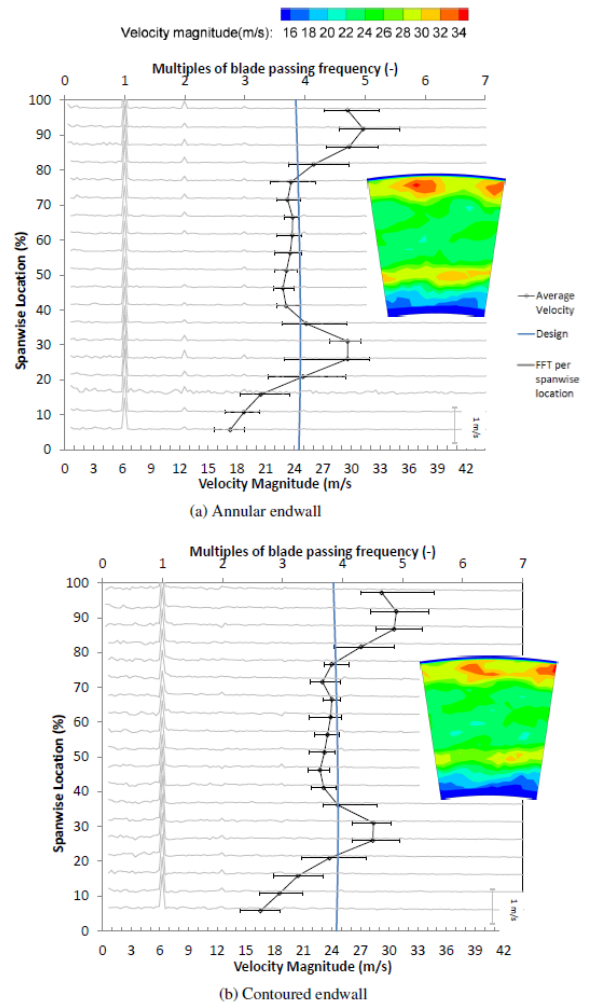 Velocity magnitude(m/s): 16 18 20 22 24 26 28 30 32 34
Multiples of blade passing frequency (-)
0 1 2 3 4 5 6 7
100
90
80
70
60
50
40
30
20
10
0
Spanwise Location (%)
Average Velocity
Design
FFT per spanwise location
1 m/s
0 3 6 9 12 15 18 21 24 27 30 33 36 39 42
Velocity Magnitude (m/s
(a) Annular endwall
Multiples of blade passing frequency (-)
0 1 2 3 4 5 6 7
100
90
80
70
60
50
40
30
20
10
0
Spanwise Location (%)
1 m/s
0 3 6 9 12 15 18 21 24 27 30 33 36 39 42
Velocity Magnitude (m/s)
(b) Contoured endwall